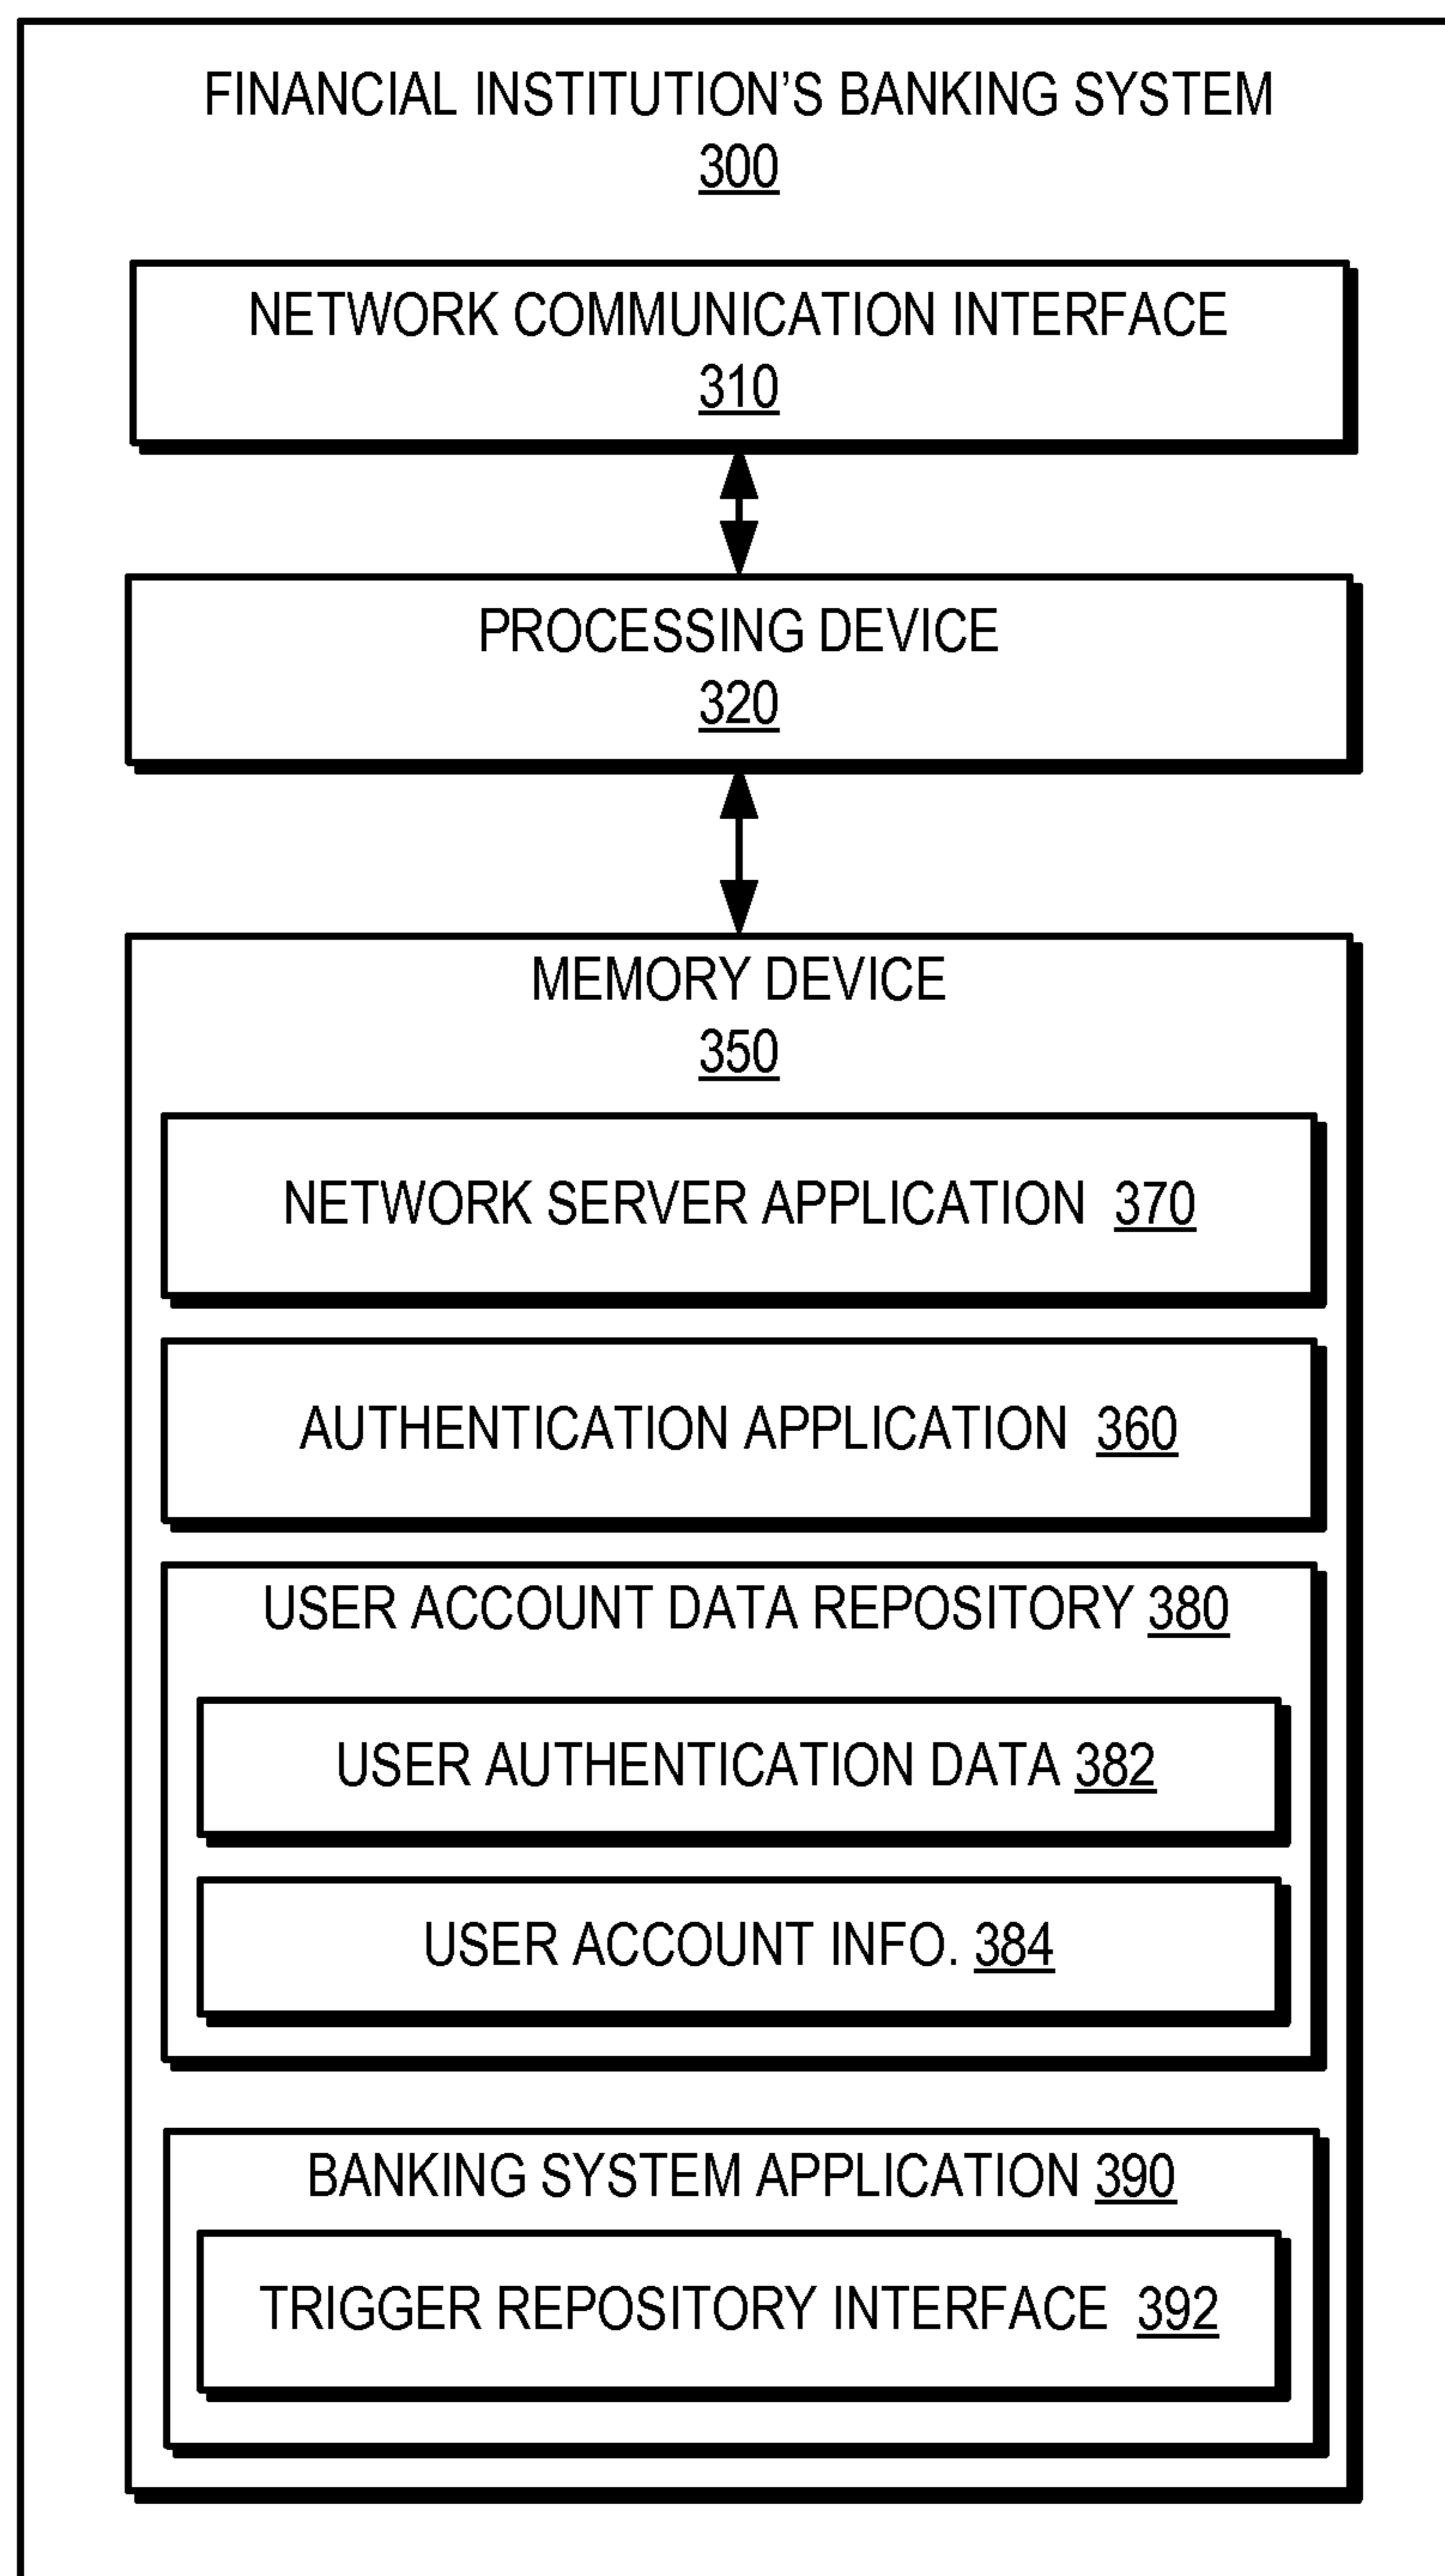 FINANCIAL INSTITUTION’S BANKING SYSTEM
300
NETWORK COMMUNICATION INTERFACE
310
PROCESSING DEVICE
320
MEMORY DEVICE
350
NETWORK SERVER APPLICATION 370
AUTHENTICATION APPLICATION 360
USER ACCOUNT DATA REPOSITORY 380
USER AUTHENTICATION DATA 382
USER ACCOUNT INFO. 384
BANKING SYSTEM APPLICATION 390
TRIGGER REPOSITORY INTERFACE 392